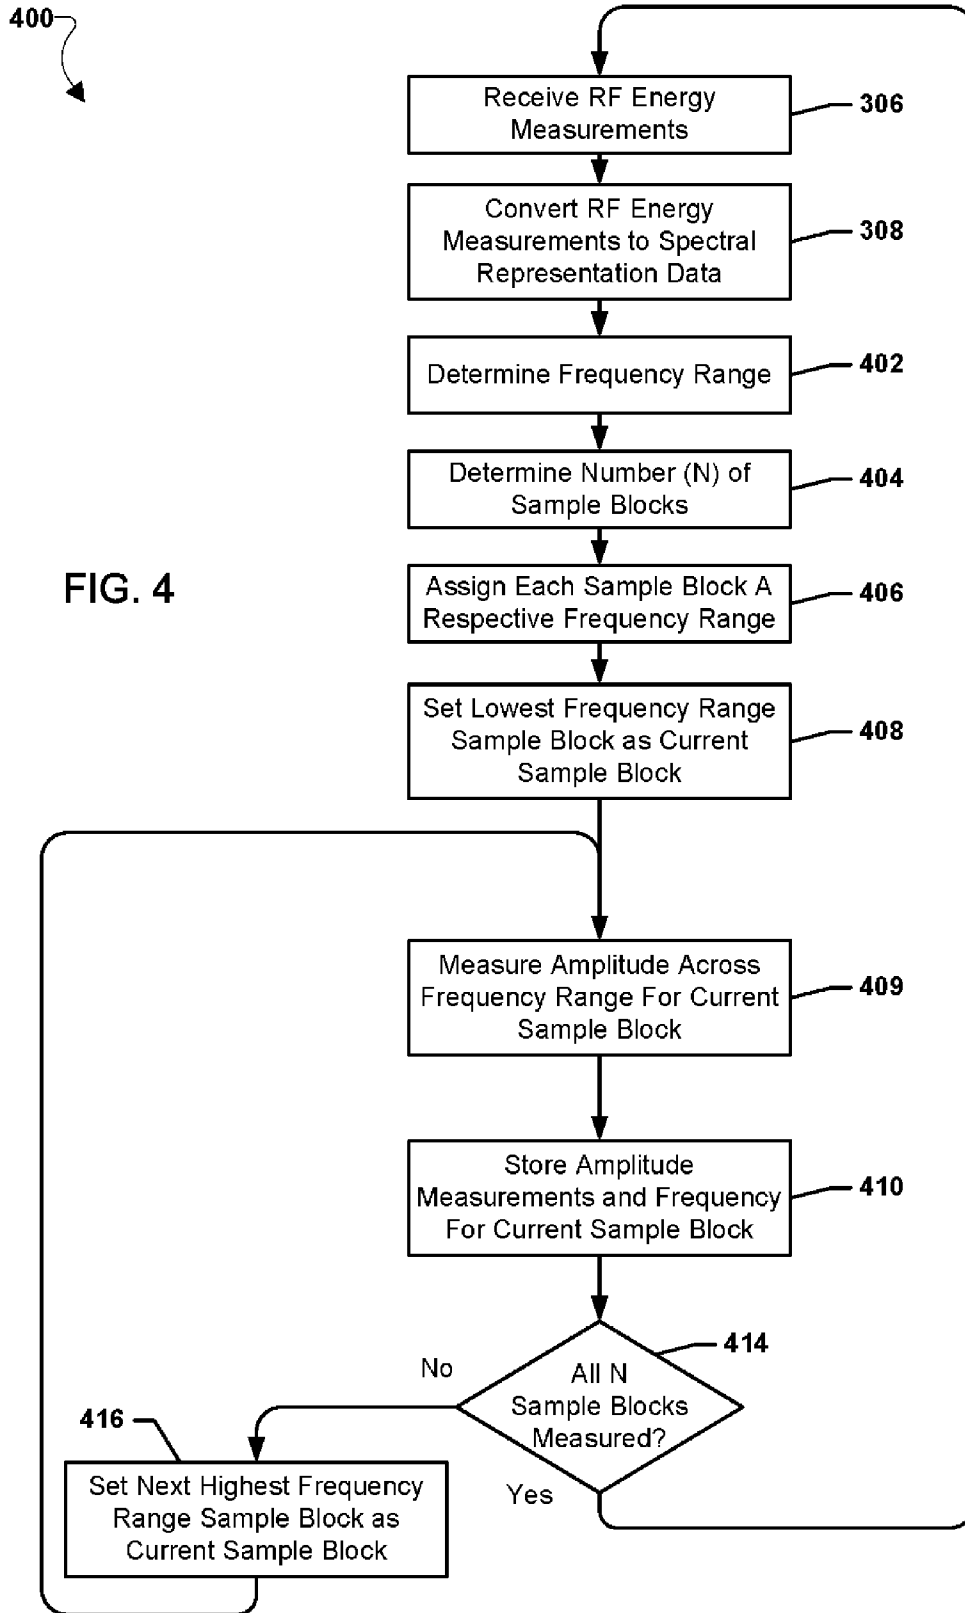 400
Receive RF Energy
Measurements
306
Convert RF Energy
Measurements to Spectral
Representation Data
308
Determine Frequency Range
402
Determine Number (N) of
Sample Blocks
404
FIG. 4
Assign Each Sample Block A
Respective Frequency Range
406
Set Lowest Frequency Range
Sample Block as Current
Sample Block
408
Measure Amplitude Across
Frequency Range For Current
Sample Block
409
Store Amplitude
Measurements and Frequency
For Current Sample Block
410
All N
Sample Blocks
Measured?
414
No
Yes
416
Set Next Highest Frequency
Range Sample Block as
Current Sample Block